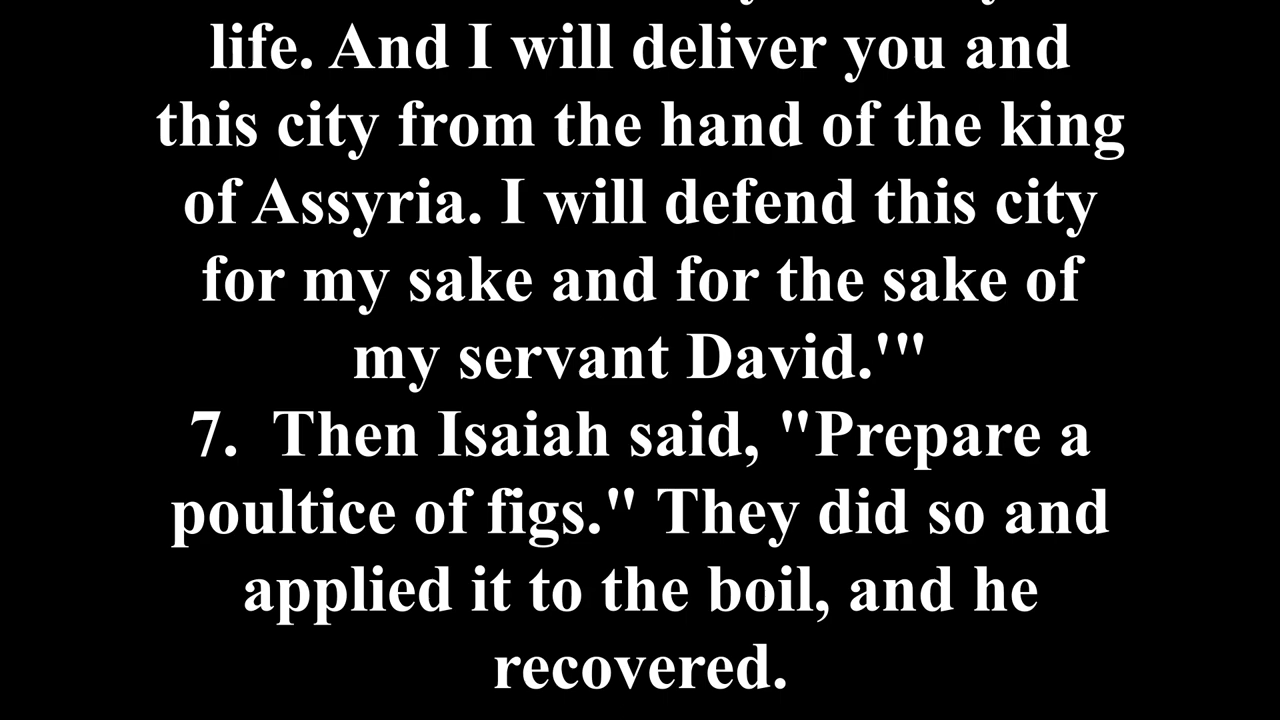 life. And I will deliver you and
this city from the hand of the king
of Assyria. I will defend this city
for my sake and for the sake of
my servant David.'"
7.  Then Isaiah said, "Prepare a
poultice of figs." They did so and
applied it to the boil, and he
recovered.